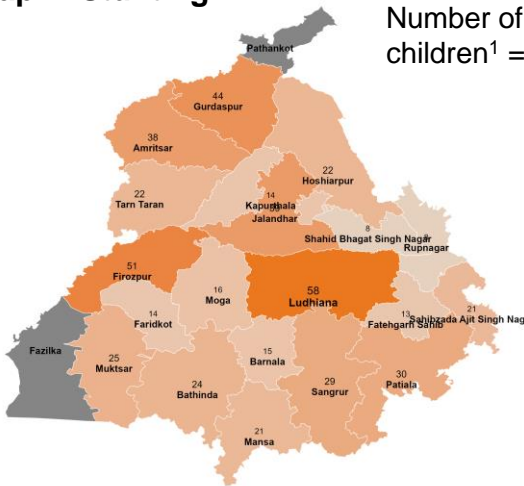 Starting
Number of
children¹ =
Pathankot
44
Gurdaspur
38
Amritsar
22
Hoshiarpur
22
Tarn Taran
14
Kapurthala
Jalandhar
8
Shahid Bhagat Singh Nagar
Rupnagar
51
Firozpur
16
Moga
58
Ludhiana
14
Faridkot
13
Fatehgarh Sahib
21
Sahibzada Ajit Singh Nag
Fazilka
25
Muktsar
15
Barnala
24
Bathinda
29
Sangrur
30
Patiala
21
Mansa